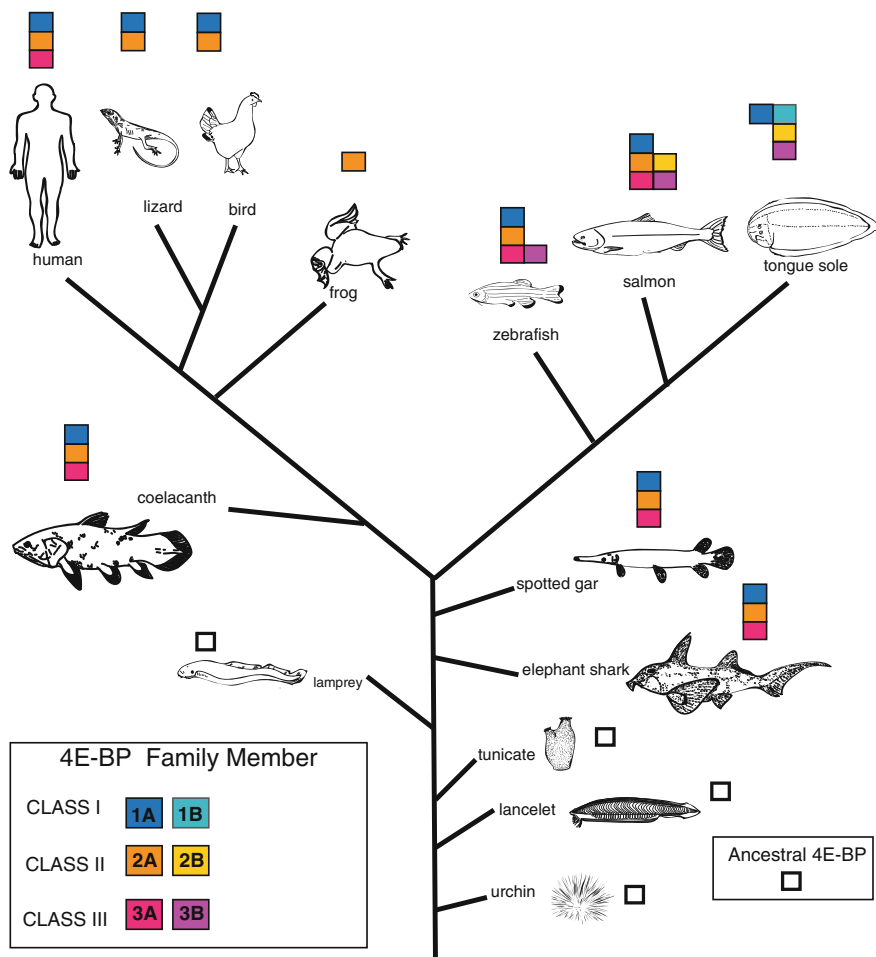 human
lizard
bird
frog
zebrafish
salmon
tongue sole
coelacanth
spotted gar
elephant shark
lamprey
tunicate
lancelet
urchin
4E-BP Family Member
CLASS I 1A 1B
CLASS II 2A 2B
CLASS III 3A 3B
Ancestral 4E-BP